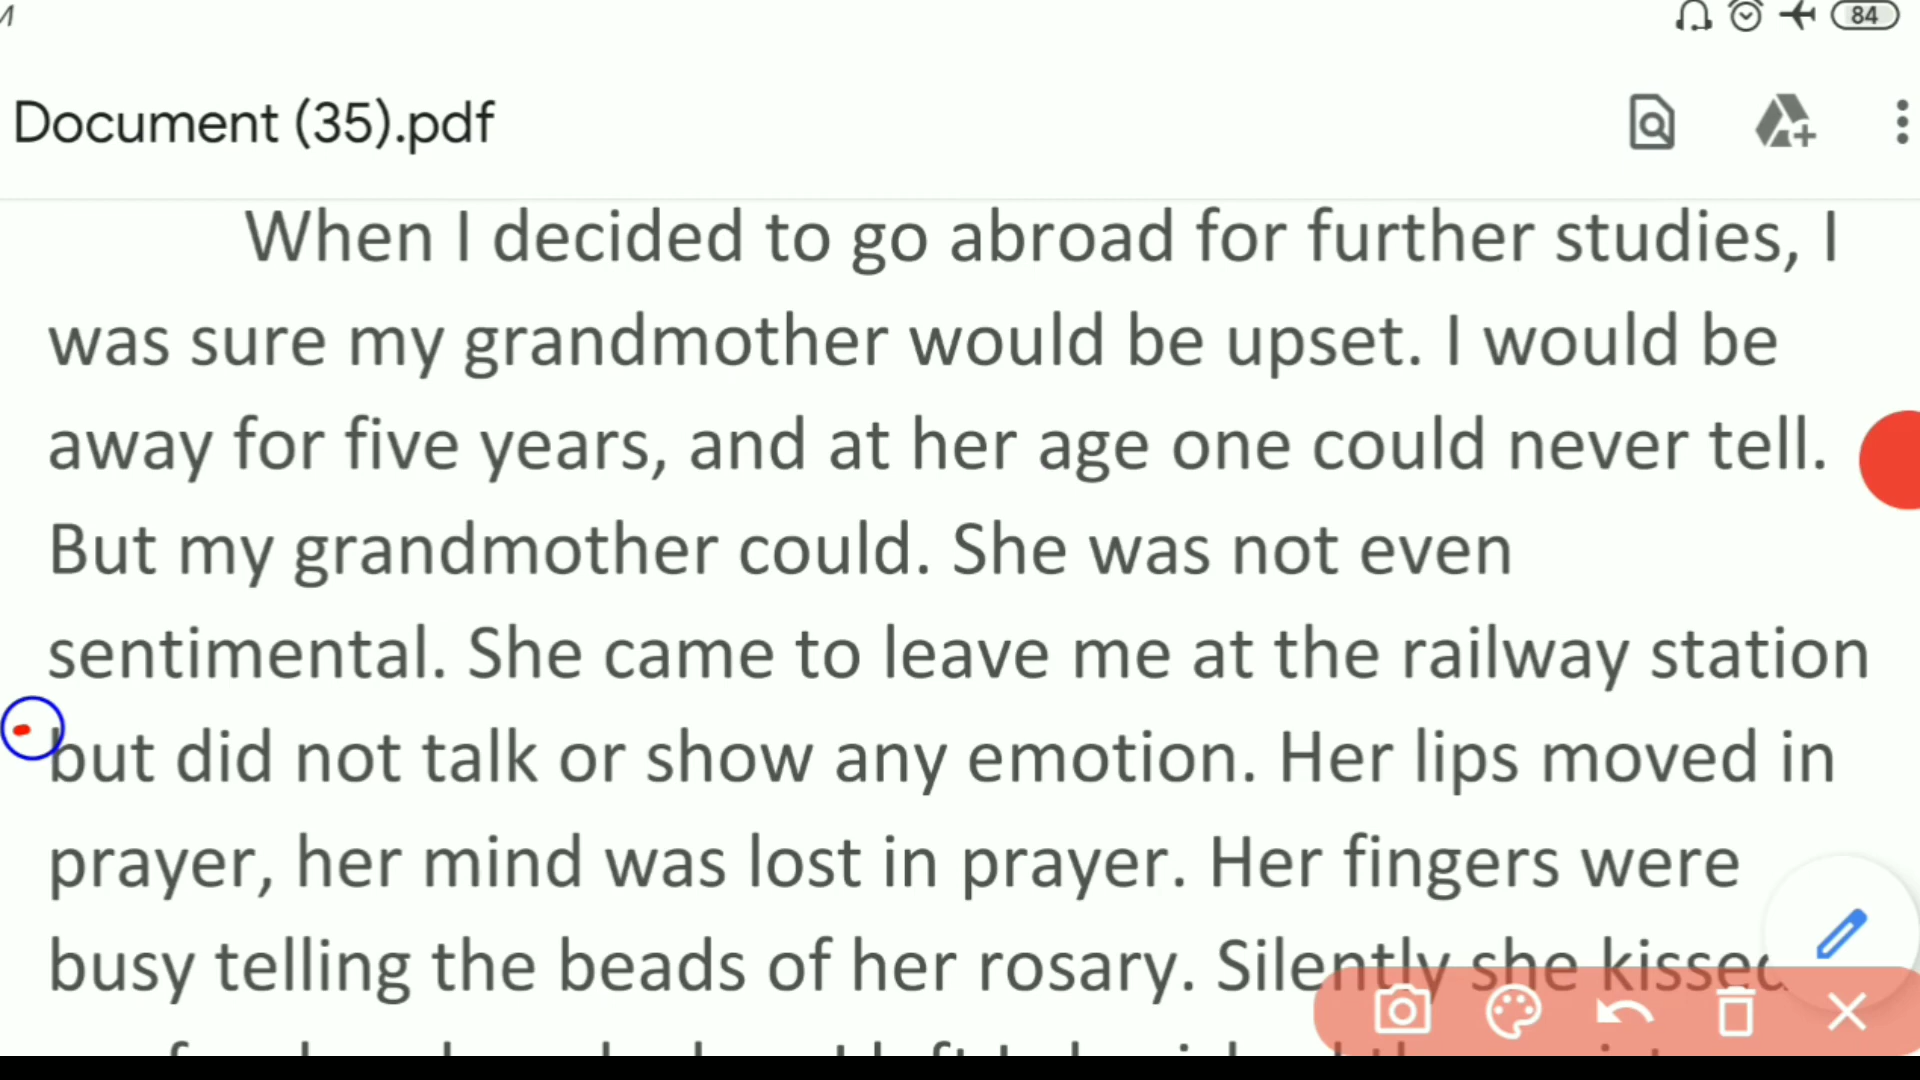 84
Document (35).pdf
When I decided to go abroad for further studies, I
was sure my grandmother would be upset. I would be
away for five years, and at her age one could never tell.
But my grandmother could. She was not even
sentimental. She came to leave me at the railway station
but did not talk or show any emotion. Her lips moved in
prayer, her mind was lost in prayer. Her fingers were
busy telling the beads of her rosary. Silently she kissed